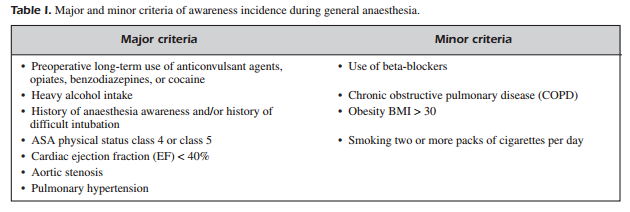 Table I. Major and minor criteria of awareness incidence during general anaesthesia.
Major criteria
• Preoperative long-term use of anticonvulsant agents,
opiates, benzodiazepines, or cocaine
• Heavy alcohol intake
• History of anaesthesia awareness and/or history of
difficult intubation
• ASA physical status class 4 or class 5
• Cardiac ejection fraction (EF) < 40%
• Aortic stenosis
• Pulmonary hypertension
Minor criteria
• Use of beta-blockers
• Chronic obstructive pulmonary disease (COPD)
• Obesity BMI > 30
• Smoking two or more packs of cigarettes per day